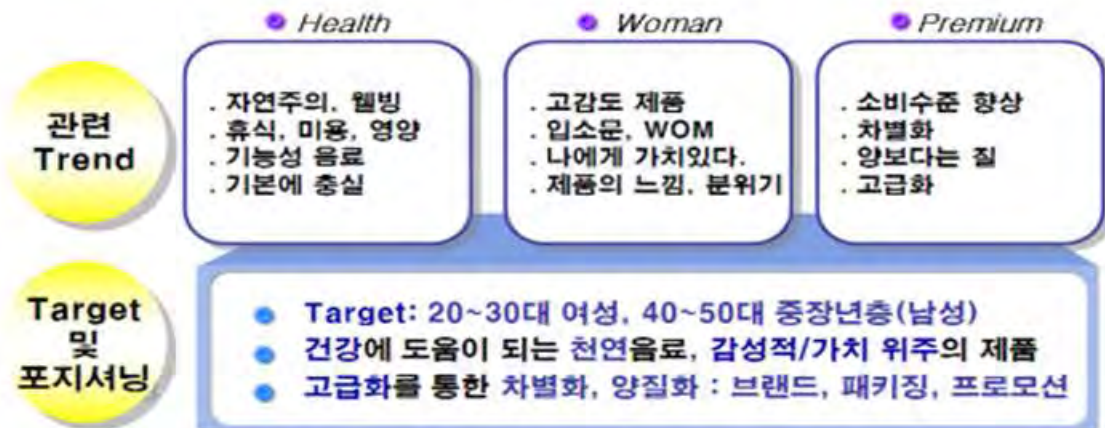 Health
Woman
Premium
관련
Trend
. 자연주의, 웰빙
. 휴식, 미용, 영양
. 기능성 음료
. 기본에 충실
. 고감도 제품
. 입소문, WOM
. 나에게 가치있다.
. 제품의 느낌, 분위기
. 소비수준 향상
. 차별화
. 양보다는 질
. 고급화
Target
및
포지셔닝
Target: 20~30대 여성, 40~50대 중장년층(남성)
건강에 도움이 되는 천연음료, 감성적/가치 위주의 제품
고급화를 통한 차별화, 양질화 : 브랜드, 패키징, 프로모션